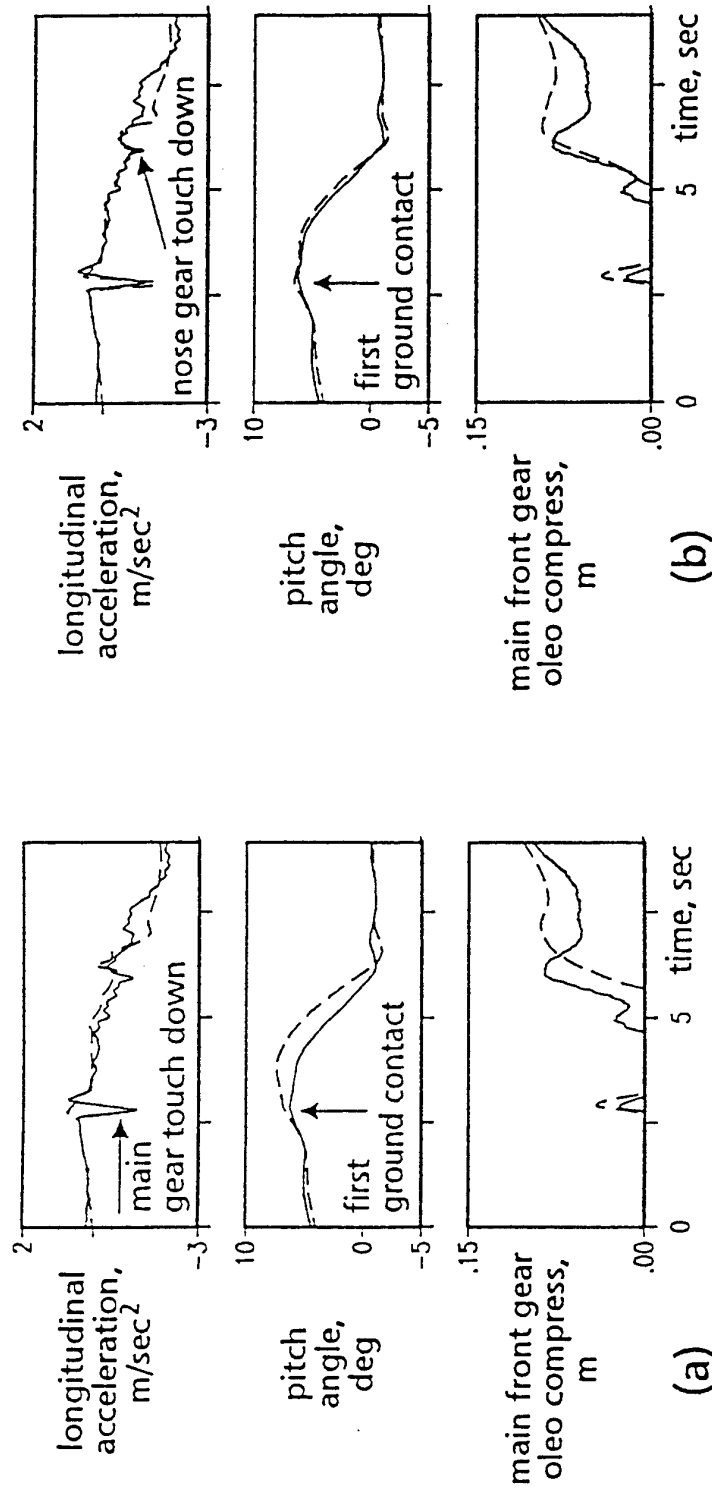 longitudinal
acceleration,
m/sec²
2
-3
main
gear touch down
pitch
angle,
deg
10
0
-5
first
ground contact
main front gear
oleo compress,
m
.15
.00
0
5
time, sec
(a)
longitudinal
acceleration,
m/sec²
2
-3
nose gear touch down
pitch
angle,
deg
10
0
-5
first
ground contact
main front gear
oleo compress,
m
.15
.00
0
5
time, sec
(b)